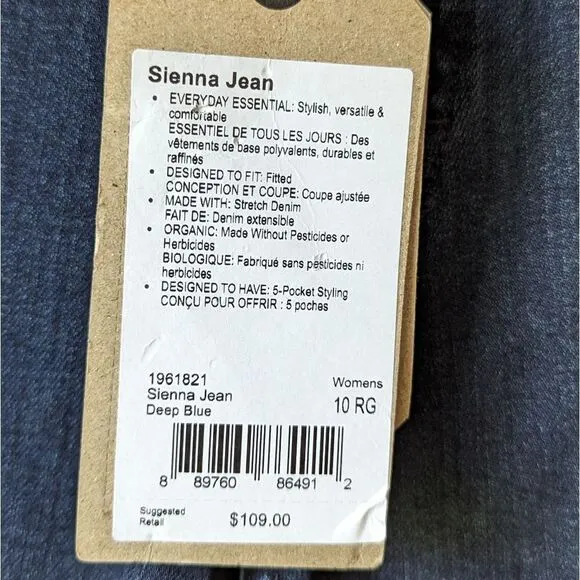 Sienna Jean
• EVERYDAY ESSENTIAL: Stylish, versatile &
comfortable
ESSENTIEL DE TOUS LES JOURS : Des
vêtements de base polyvalents, durables et
raffinés
• DESIGNED TO FIT: Fitted
CONCEPTION ET COUPE: Coupe ajustée
• MADE WITH: Stretch Denim
FAIT DE: Denim extensible
• ORGANIC: Made Without Pesticides or
Herbicides
BIOLOGIQUE: Fabriqué sans pesticides ni
herbicides
• DESIGNED TO HAVE: 5-Pocket Styling
CONÇU POUR OFFRIR : 5 poches
1961821
Womens
Sienna Jean
Deep Blue
10 RG
8 89760 86491 2
Suggested
Retail
$109.00